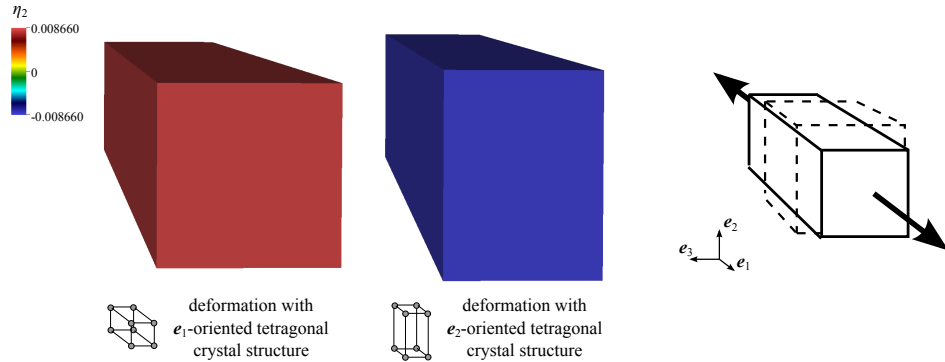 η₂
0.008660
0
-0.008660
deformation with
e₁-oriented tetragonal
crystal structure
deformation with
e₂-oriented tetragonal
crystal structure
e₂
e₃
e₁